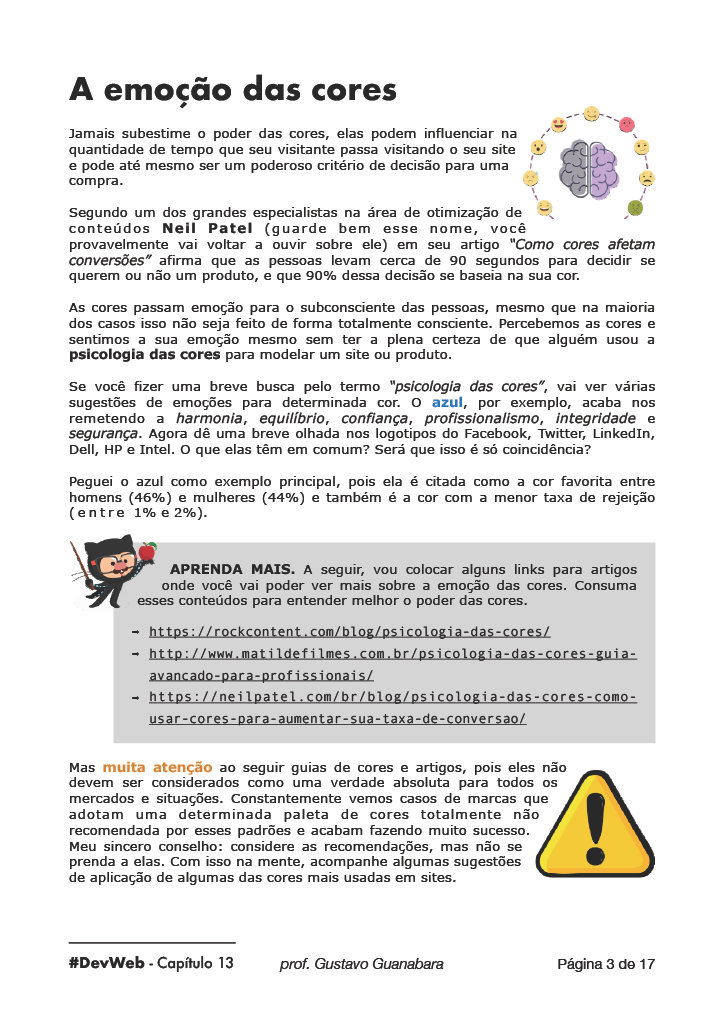 A emoção das cores
Jamais subestime o poder das cores, elas podem influenciar na
quantidade de tempo que seu visitante passa visitando o seu site
e pode até mesmo ser um poderoso critério de decisão para uma
compra.
Segundo um dos grandes especialistas na área de otimização de
conteúdos Neil Patel (guarde bem esse nome, você
provavelmente vai voltar a ouvir sobre ele) em seu artigo "Como cores afetam
conversões" afirma que as pessoas levam cerca de 90 segundos para decidir se
querem ou não um produto, e que 90% dessa decisão se baseia na sua cor.
As cores passam emoção para o subconsciente das pessoas, mesmo que na maioria
dos casos isso não seja feito de forma totalmente consciente. Percebemos as cores e
sentimos a sua emoção mesmo sem ter a plena certeza de que alguém usou a
psicologia das cores para modelar um site ou produto.
Se você fizer uma breve busca pelo termo "psicologia das cores", vai ver várias
sugestões de emoções para determinada cor. O azul, por exemplo, acaba nos
remetendo a harmonia, equilíbrio, confiança, profissionalismo, integridade e
segurança. Agora dê uma breve olhada nos logotipos do Facebook, Twitter, LinkedIn,
Dell, HP e Intel. O que elas têm em comum? Será que isso é só coincidência?
Peguei o azul como exemplo principal, pois ela é citada como a cor favorita entre
homens (46%) e mulheres (44%) e também é a cor com a menor taxa de rejeição
(entre 1% e 2%).
APRENDA MAIS. A seguir, vou colocar alguns links para artigos
onde você vai poder ver mais sobre a emoção das cores. Consuma
esses conteúdos para entender melhor o poder das cores.
→ https://rockcontent.com/blog/psicologia-das-cores/
→ http://www.matildefilmes.com.br/psicologia-das-cores-guia-
avancado-para-profissionais/
→ https://neilpatel.com/br/blog/psicologia-das-cores-como-
usar-cores-para-aumentar-sua-taxa-de-conversao/
Mas muita atenção ao seguir guias de cores e artigos, pois eles não
devem ser considerados como uma verdade absoluta para todos os
mercados e situações. Constantemente vemos casos de marcas que
adotam uma determinada paleta de cores totalmente não
recomendada por esses padrões e acabam fazendo muito sucesso.
Meu sincero conselho: considere as recomendações, mas não se
prenda a elas. Com isso na mente, acompanhe algumas sugestões
de aplicação de algumas das cores mais usadas em sites.
#DevWeb - Capítulo 13 prof. Gustavo Guanabara Página 3 de 17